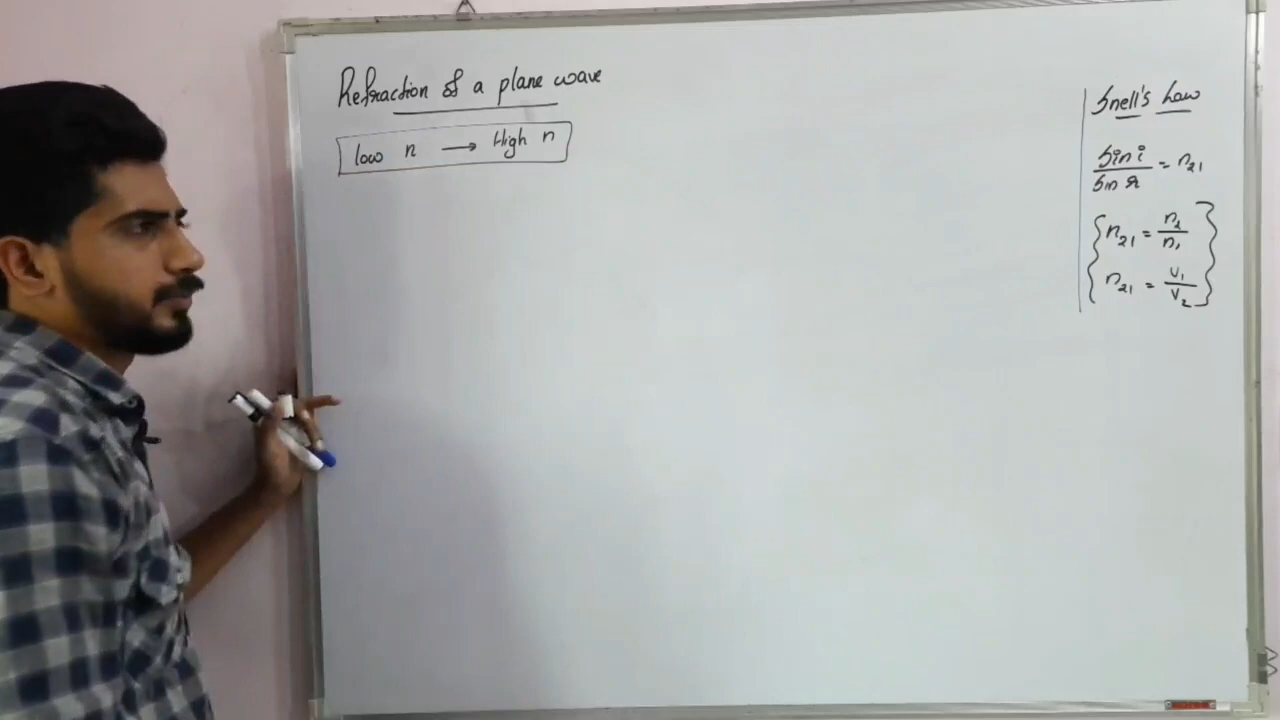 Refraction of a plane wave
low n → High n
Snell's Law
sin i / sin r = n21
n21 = n2 / n1
n21 = v1 / v2